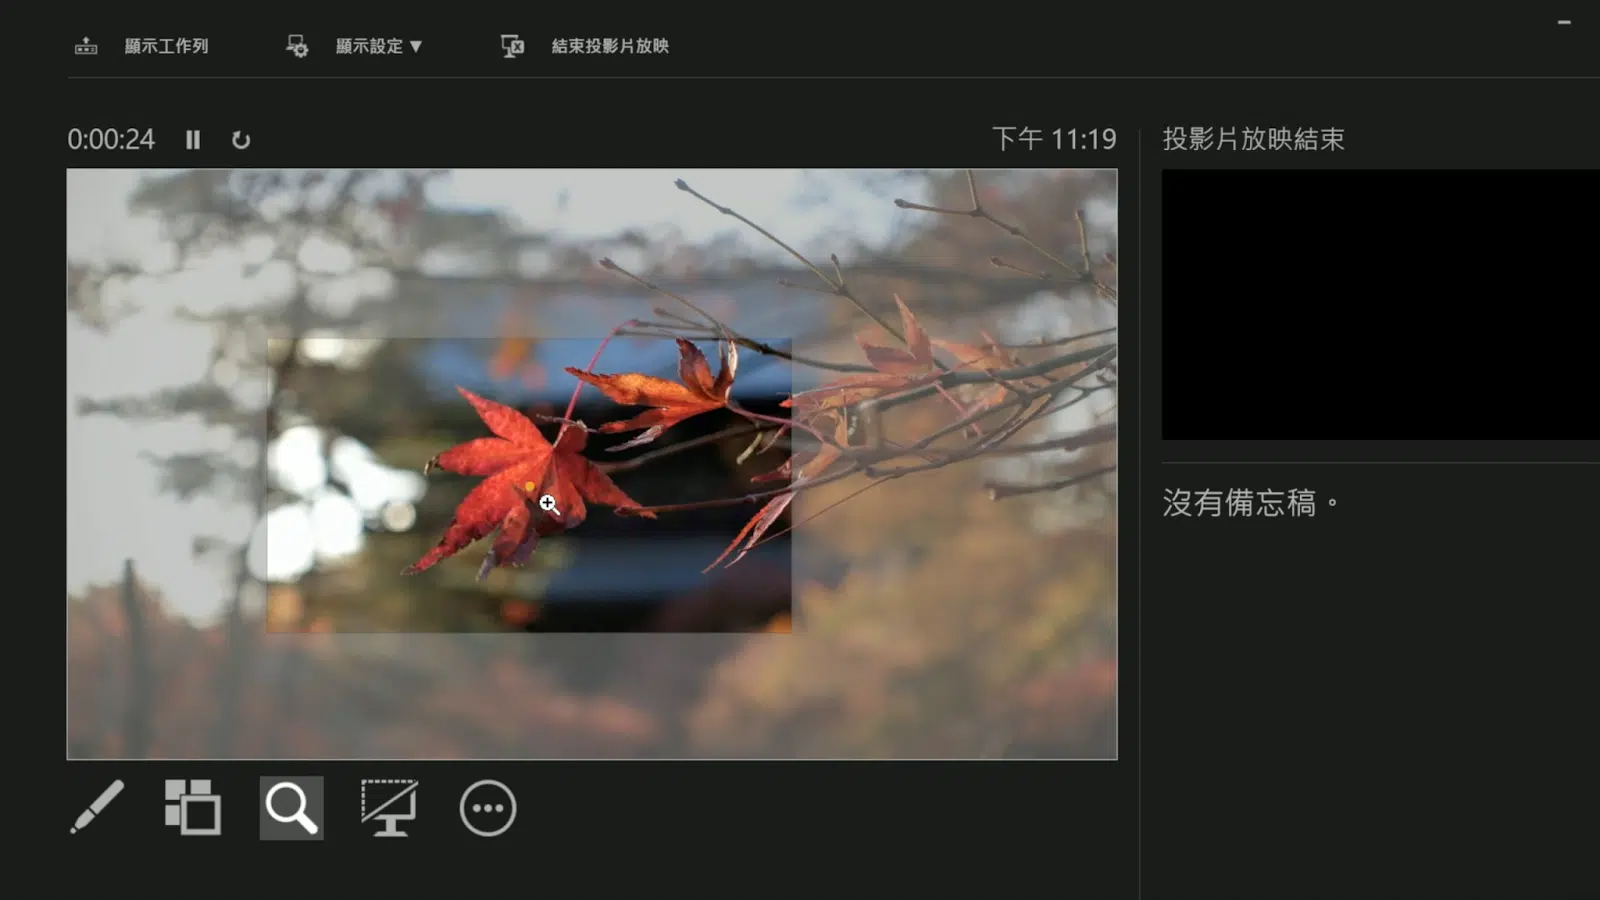 顯示工作列
顯示設定 ▼
結束投影片放映
0:00:24
下午 11:19
投影片放映結束
沒有備忘稿。